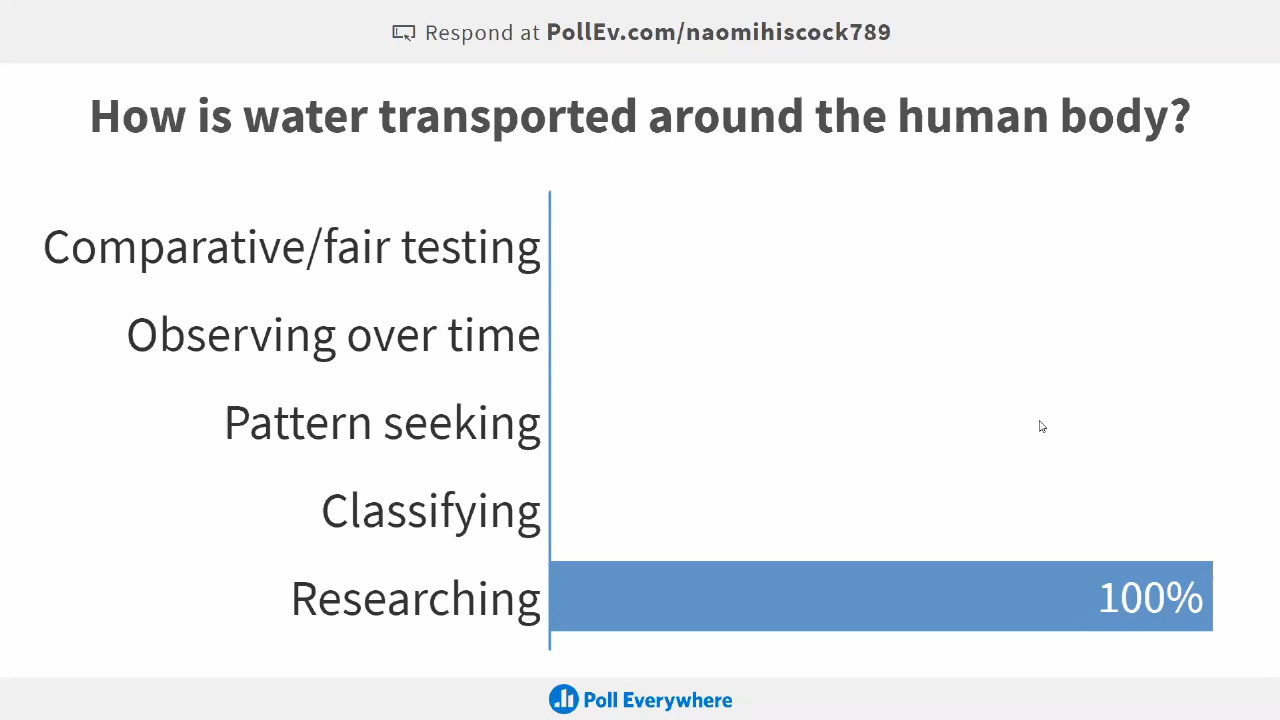 Respond at PollEv.com/naomihiscock789
How is water transported around the human body?
Comparative/fair testing
Observing over time
Pattern seeking
Classifying
Researching 100%
Poll Everywhere